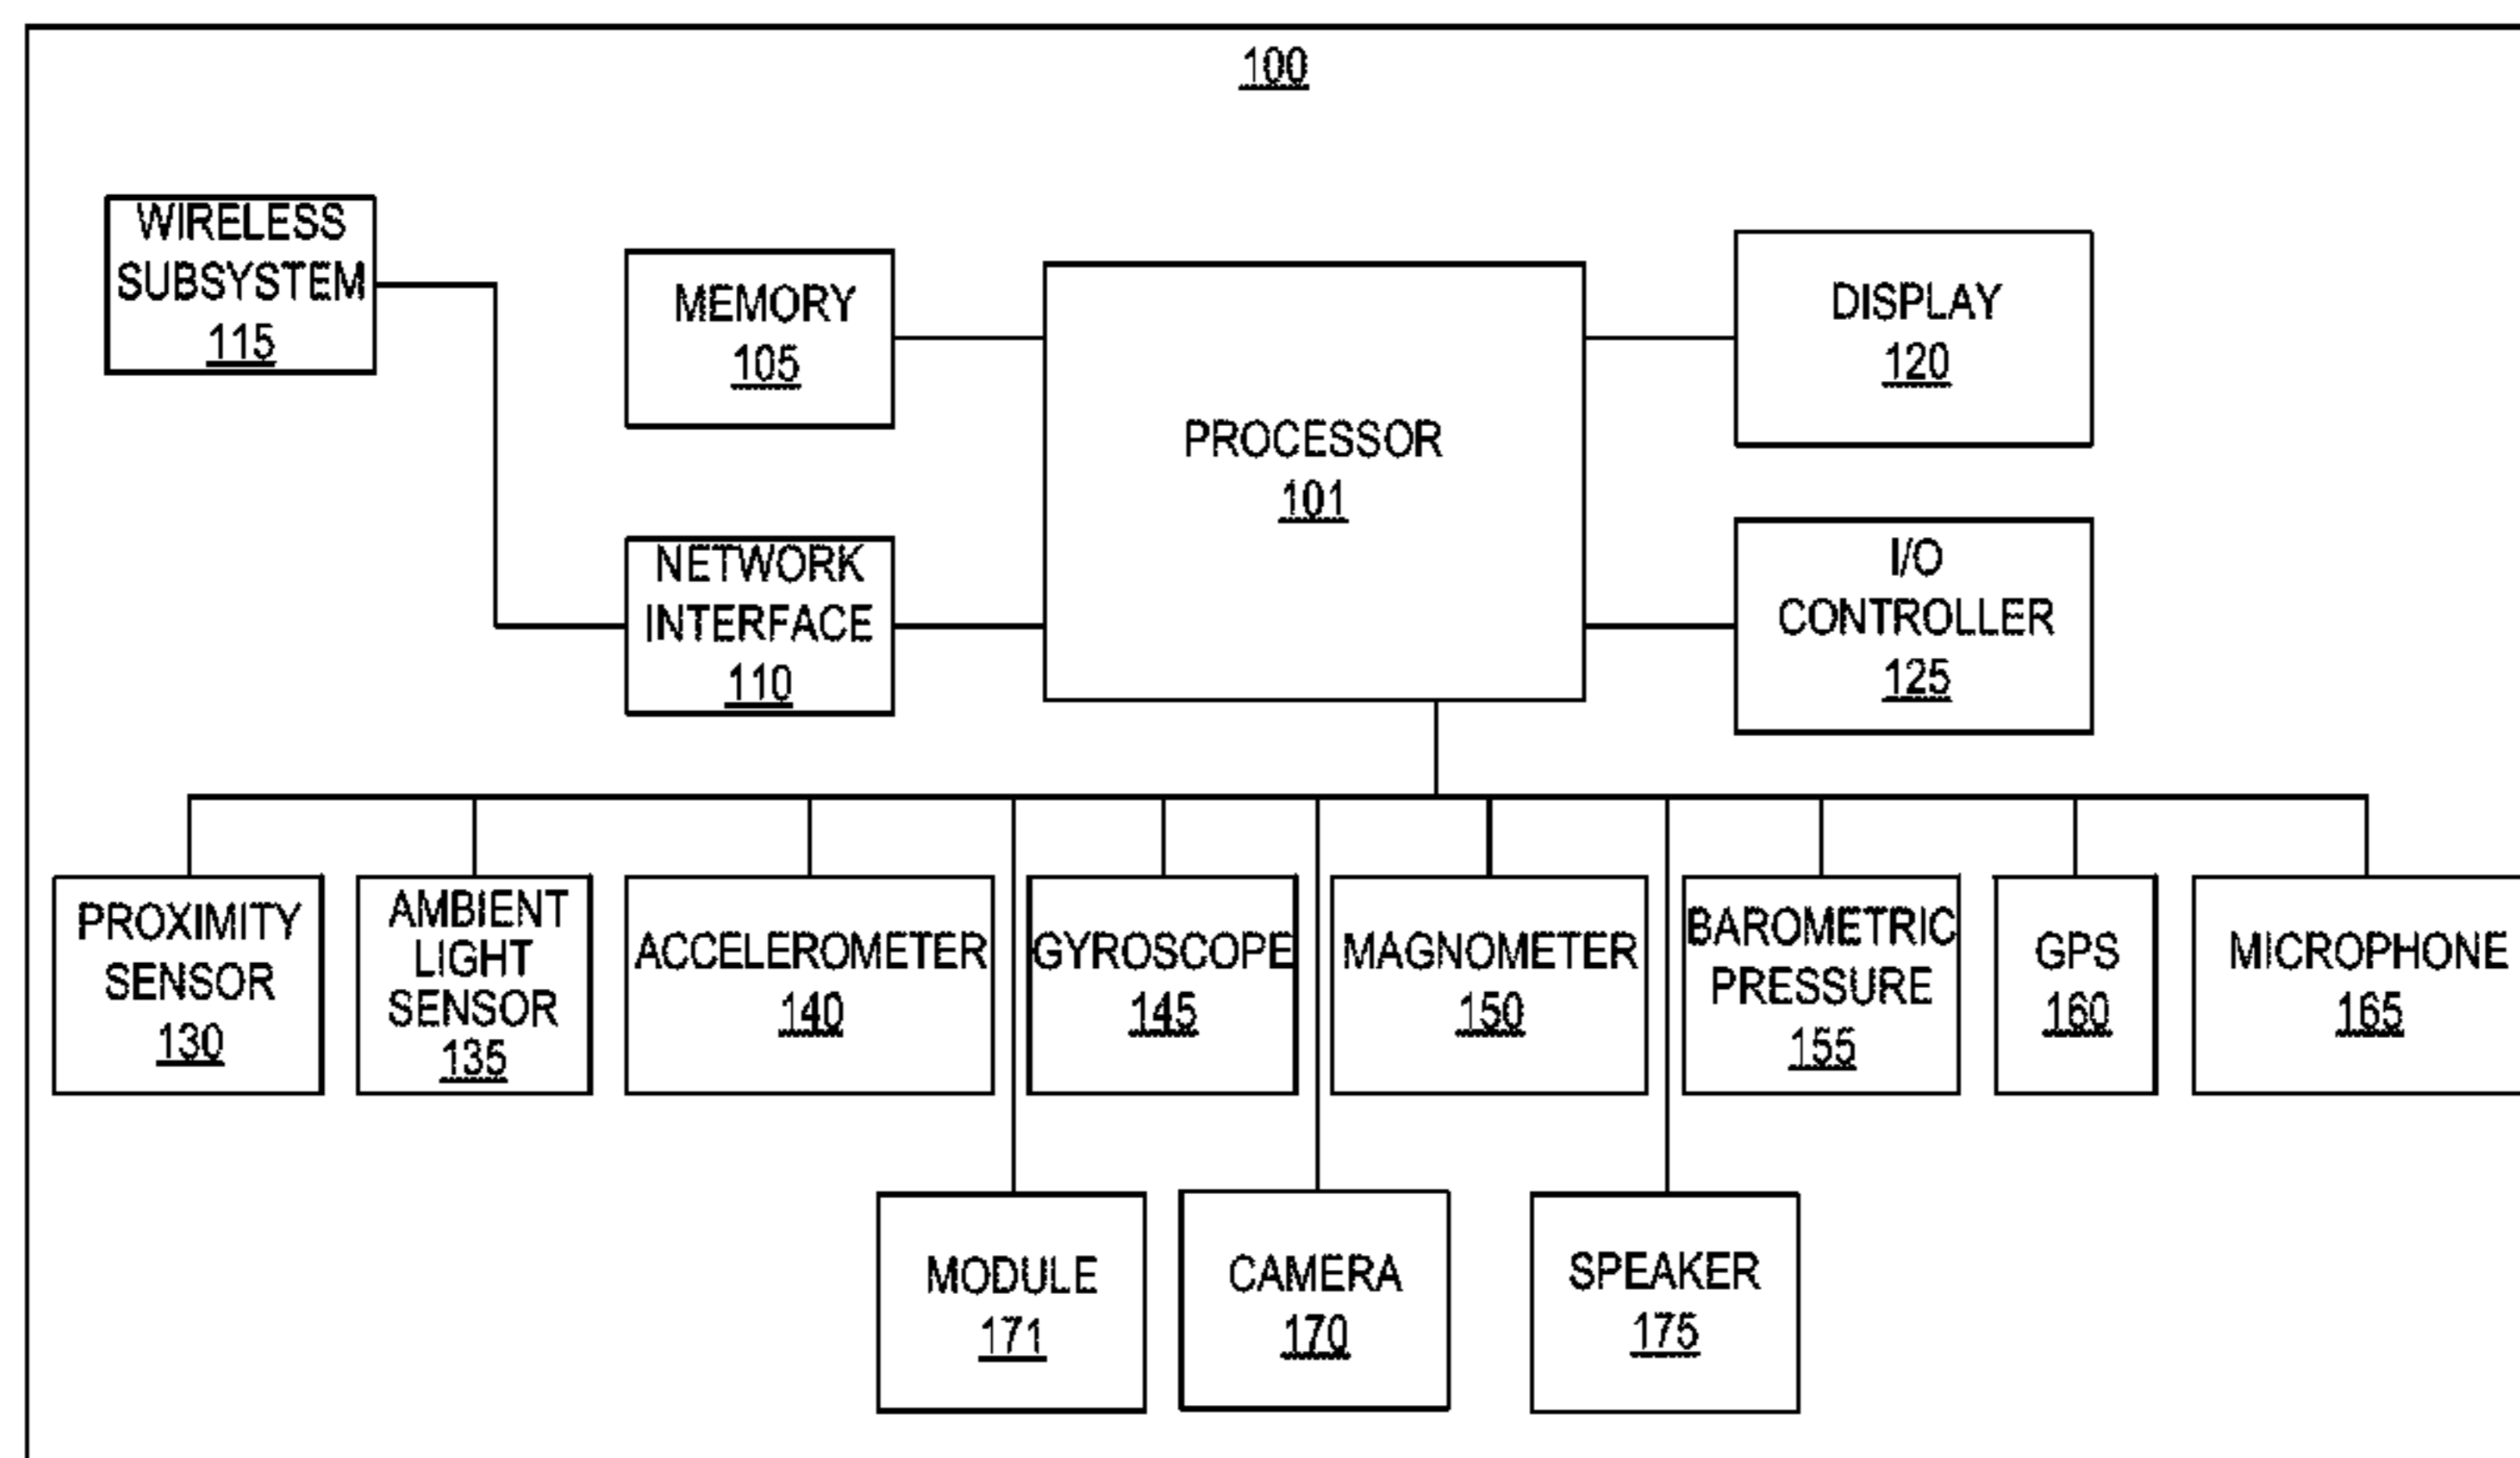 100
WIRELESS
SUBSYSTEM
115
MEMORY
105
PROCESSOR
101
DISPLAY
120
NETWORK
INTERFACE
110
I/O
CONTROLLER
125
PROXIMITY
SENSOR
130
AMBIENT
LIGHT
SENSOR
135
ACCELEROMETER
140
GYROSCOPE
145
MAGNOMETER
150
BAROMETRIC
PRESSURE
155
GPS
160
MICROPHONE
165
MODULE
171
CAMERA
170
SPEAKER
175